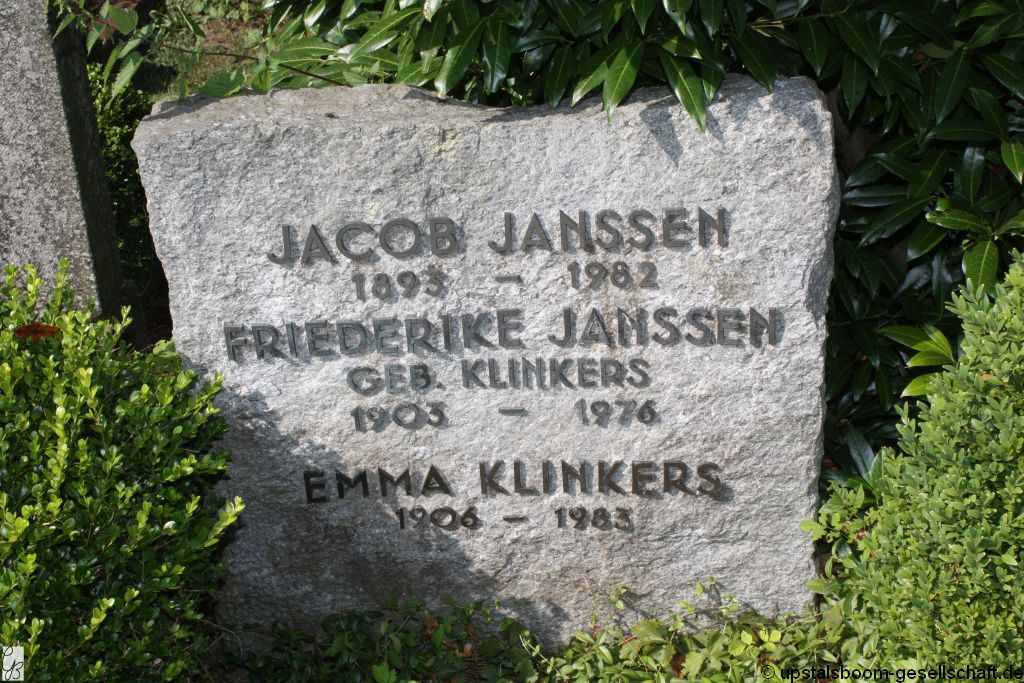 JACOB JANSSEN
1893 – 1982
FRIEDERIKE JANSSEN
GEB. KLINKERS
1903 – 1976
EMMA KLINKERS
1906 – 1983
© upstalsboom-gesellschaft.de